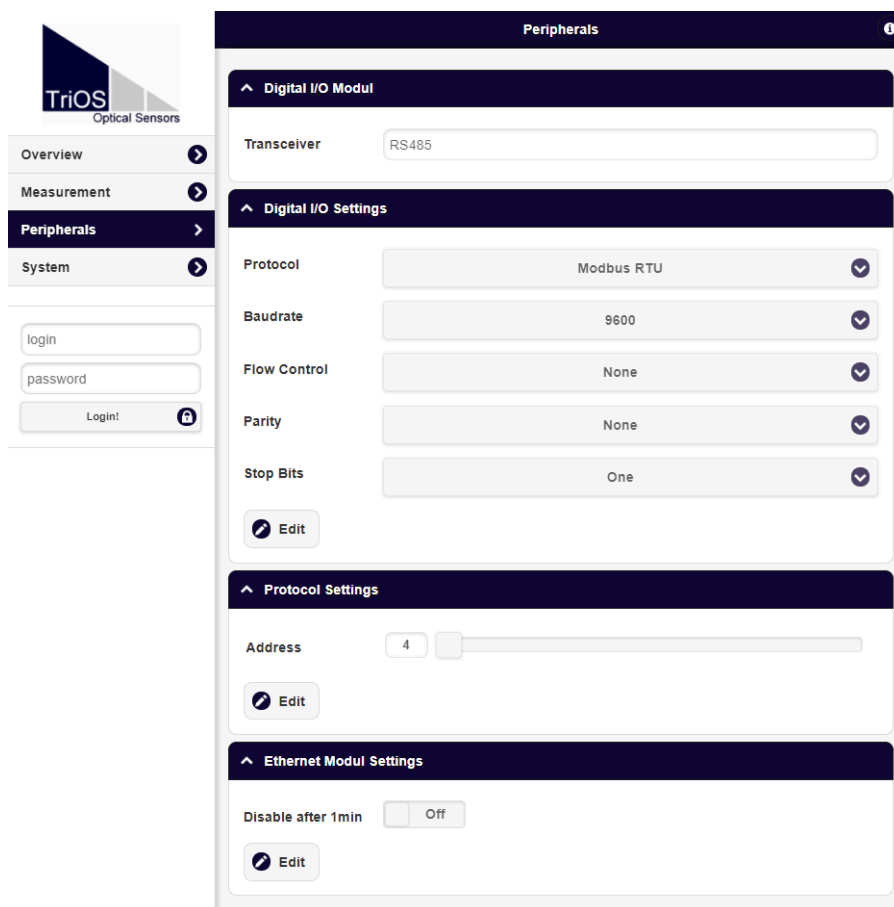 TriOS
Optical Sensors
Overview
Measurement
Peripherals
System
login
password
Login!
Peripherals
Digital I/O Modul
Transceiver RS485
Digital I/O Settings
Protocol Modbus RTU
Baudrate 9600
Flow Control None
Parity None
Stop Bits One
Edit
Protocol Settings
Address 4
Edit
Ethernet Modul Settings
Disable after 1min Off
Edit